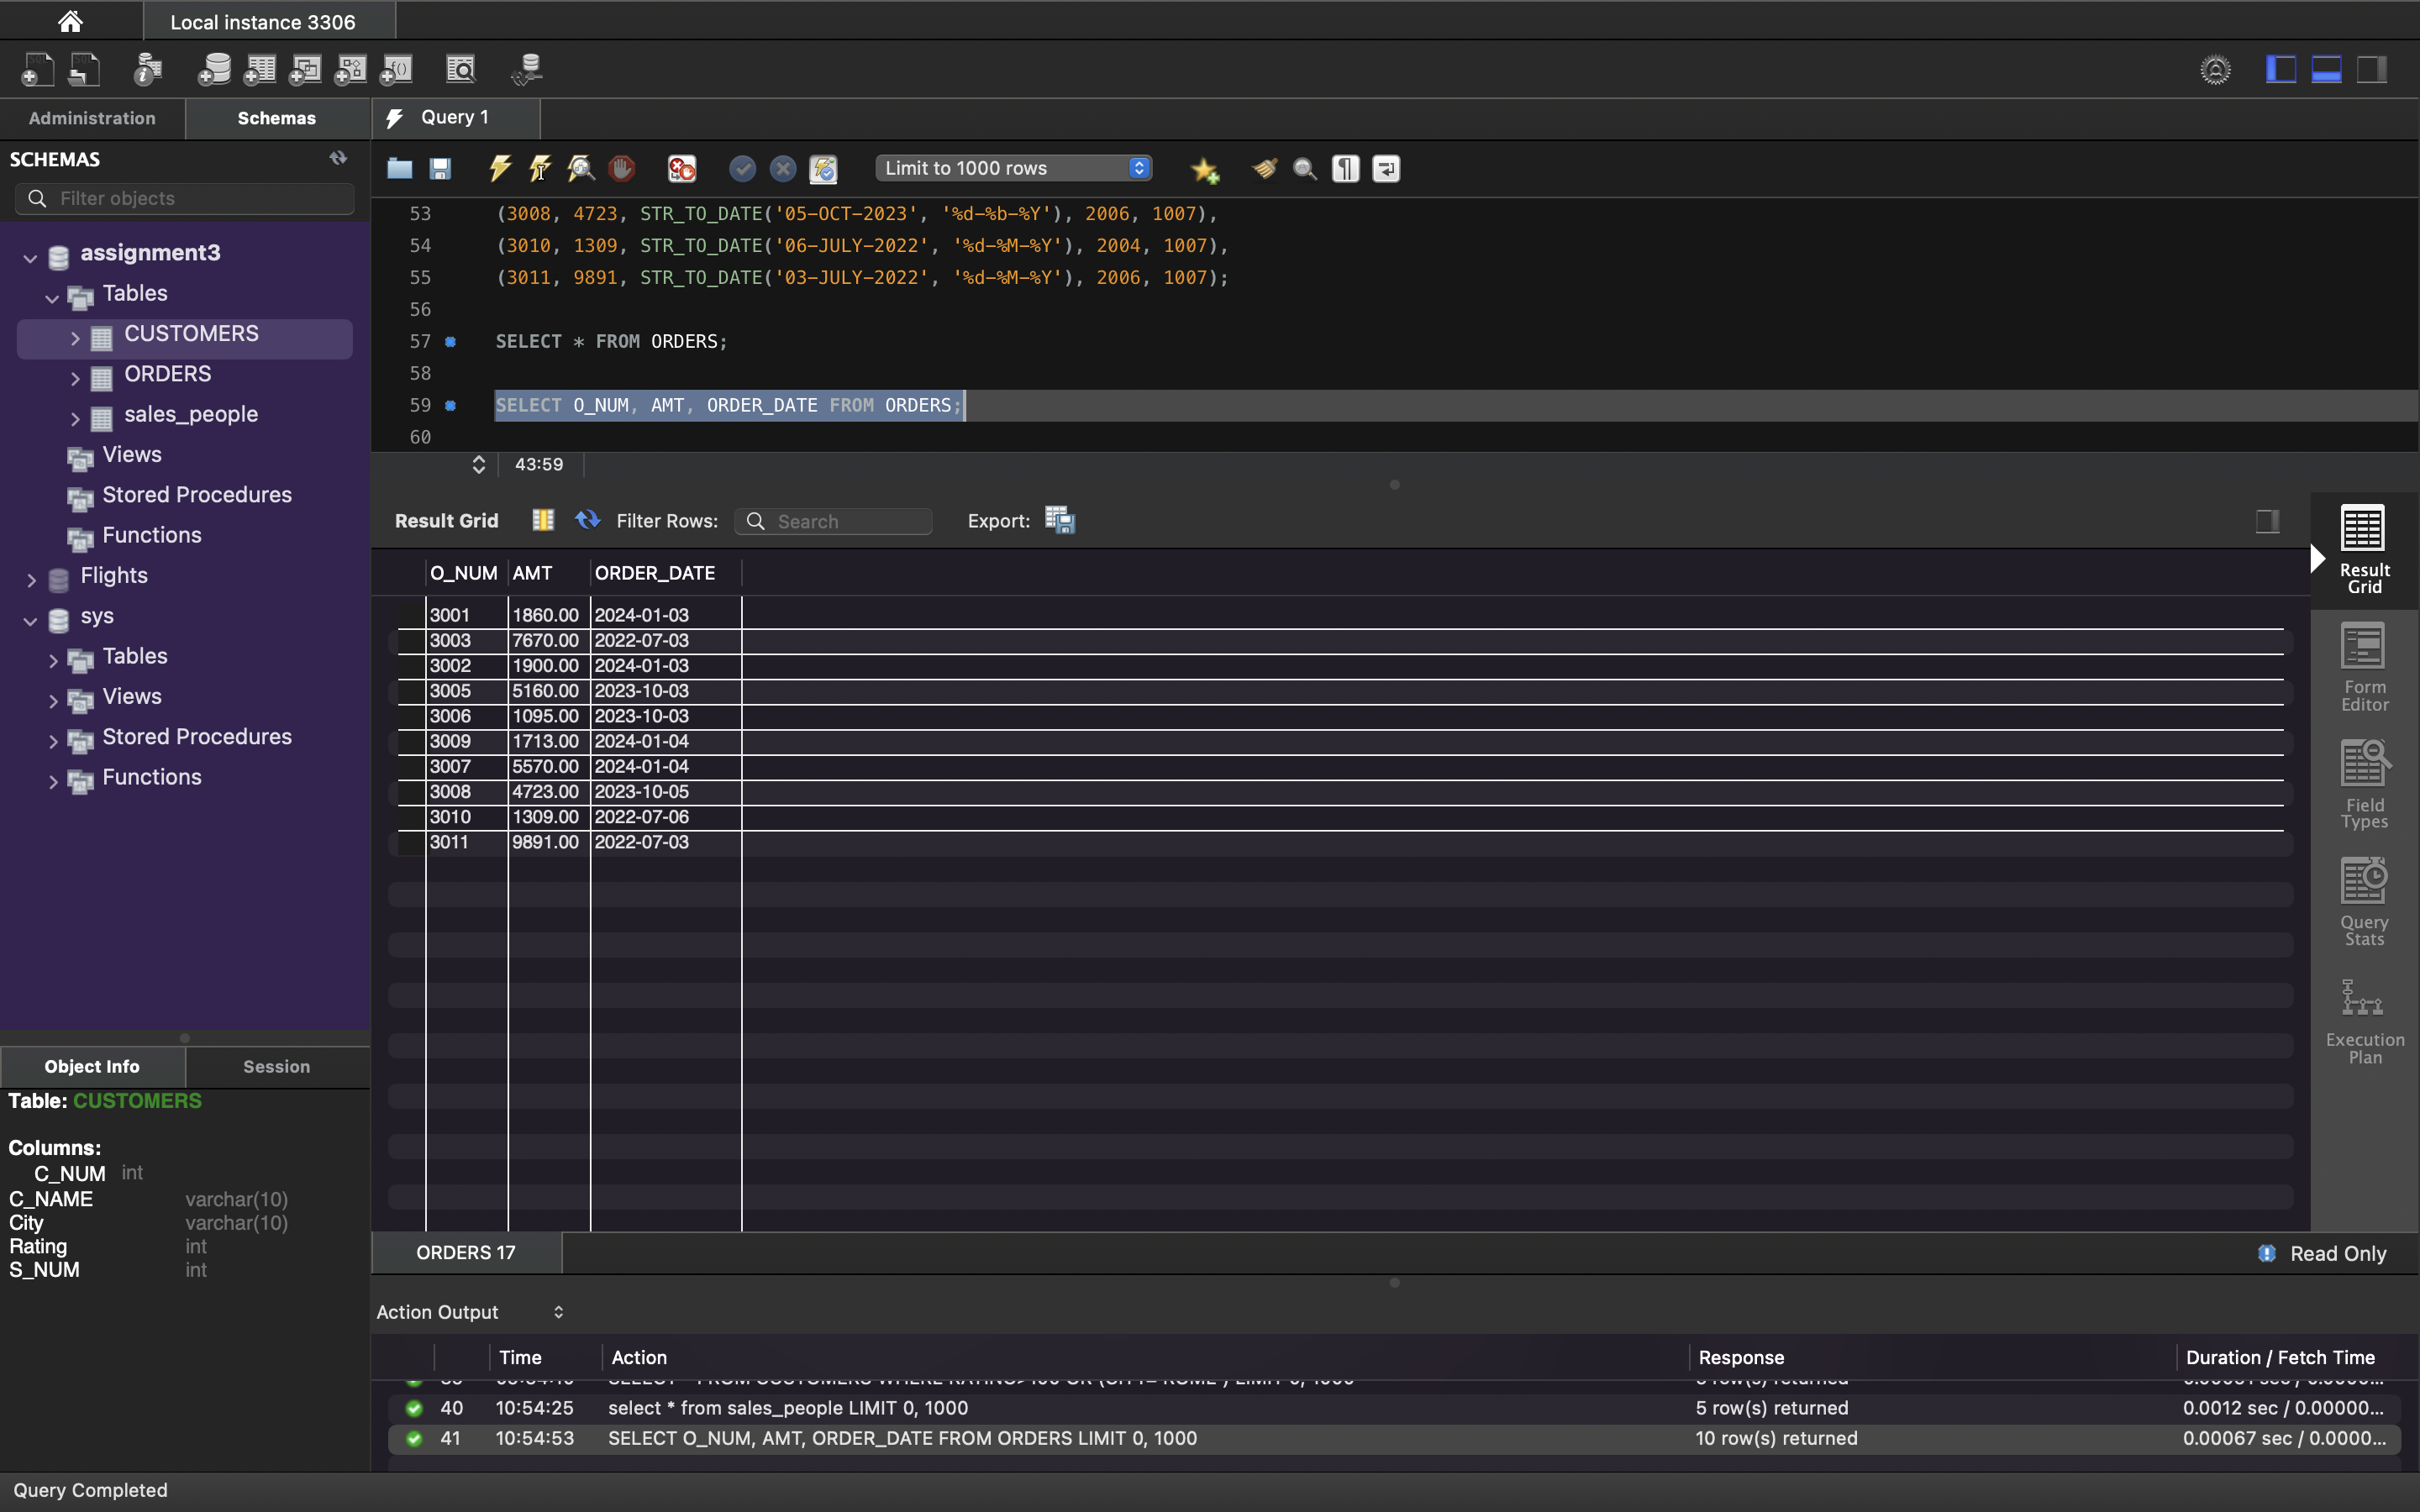 Local instance 3306
Administration
Schemas
Query 1
SCHEMAS
Filter objects
assignment3
Tables
CUSTOMERS
ORDERS
sales_people
Views
Stored Procedures
Functions
Flights
sys
Tables
Views
Stored Procedures
Functions
Object Info
Session
Table: CUSTOMERS
Columns:
C_NUM int
C_NAME varchar(10)
City varchar(10)
Rating int
S_NUM int
Limit to 1000 rows
53 (3008, 4723, STR_TO_DATE('05-OCT-2023', '%d-%b-%Y'), 2006, 1007),
54 (3010, 1309, STR_TO_DATE('06-JULY-2022', '%d-%M-%Y'), 2004, 1007),
55 (3011, 9891, STR_TO_DATE('03-JULY-2022', '%d-%M-%Y'), 2006, 1007);
56
57 SELECT * FROM ORDERS;
58
59 SELECT O_NUM, AMT, ORDER_DATE FROM ORDERS;
60
43:59
Result Grid Filter Rows: Search Export:
O_NUM AMT ORDER_DATE
3001 1860.00 2024-01-03
3003 7670.00 2022-07-03
3002 1900.00 2024-01-03
3005 5160.00 2023-10-03
3006 1095.00 2023-10-03
3009 1713.00 2024-01-04
3007 5570.00 2024-01-04
3008 4723.00 2023-10-05
3010 1309.00 2022-07-06
3011 9891.00 2022-07-03
Result
Grid
Form
Editor
Field
Types
Query
Stats
Execution
Plan
ORDERS 17
Read Only
Action Output
Time Action Response Duration / Fetch Time
40 10:54:25 select * from sales_people LIMIT 0, 1000 5 row(s) returned 0.0012 sec / 0.00000...
41 10:54:53 SELECT O_NUM, AMT, ORDER_DATE FROM ORDERS LIMIT 0, 1000 10 row(s) returned 0.00067 sec / 0.0000...
Query Completed